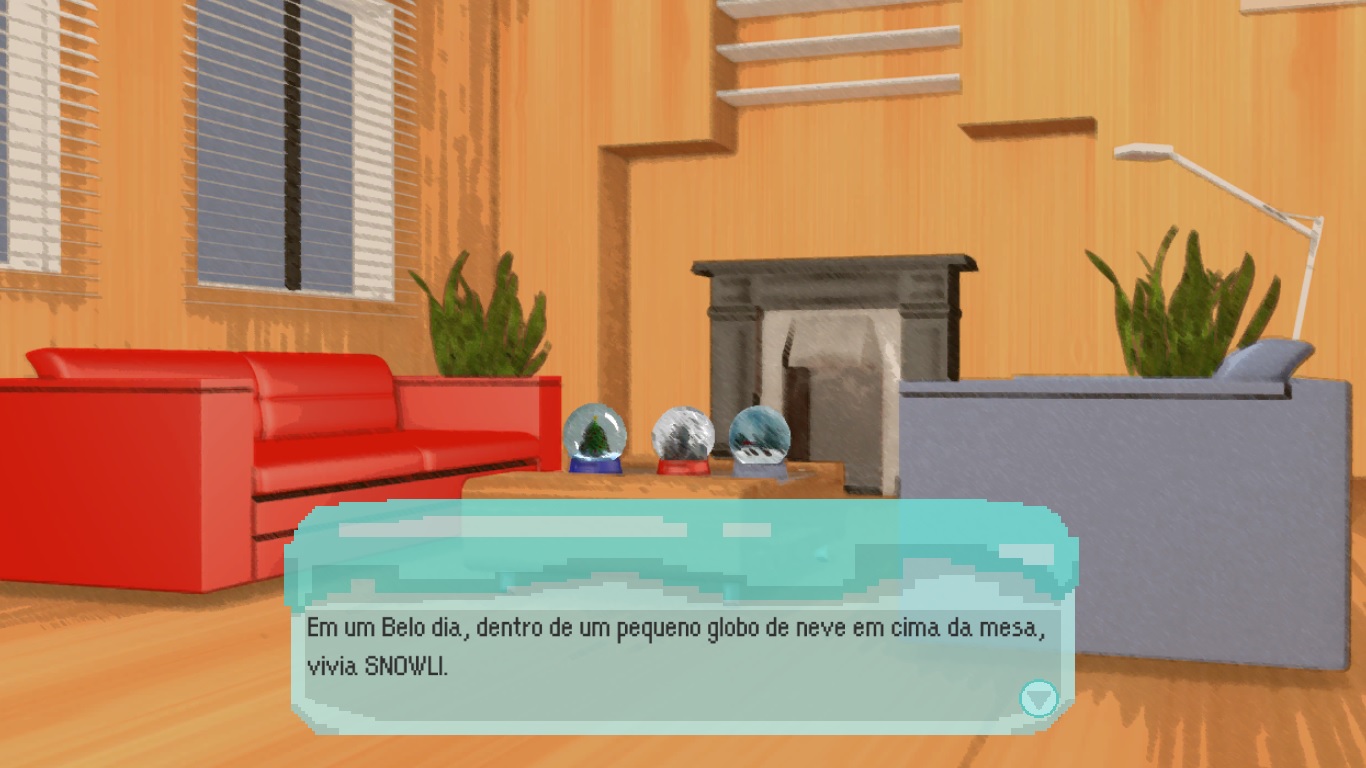 Em um Belo dia, dentro de um pequeno globo de neve em cima da mesa,
vivia SNOWLI.